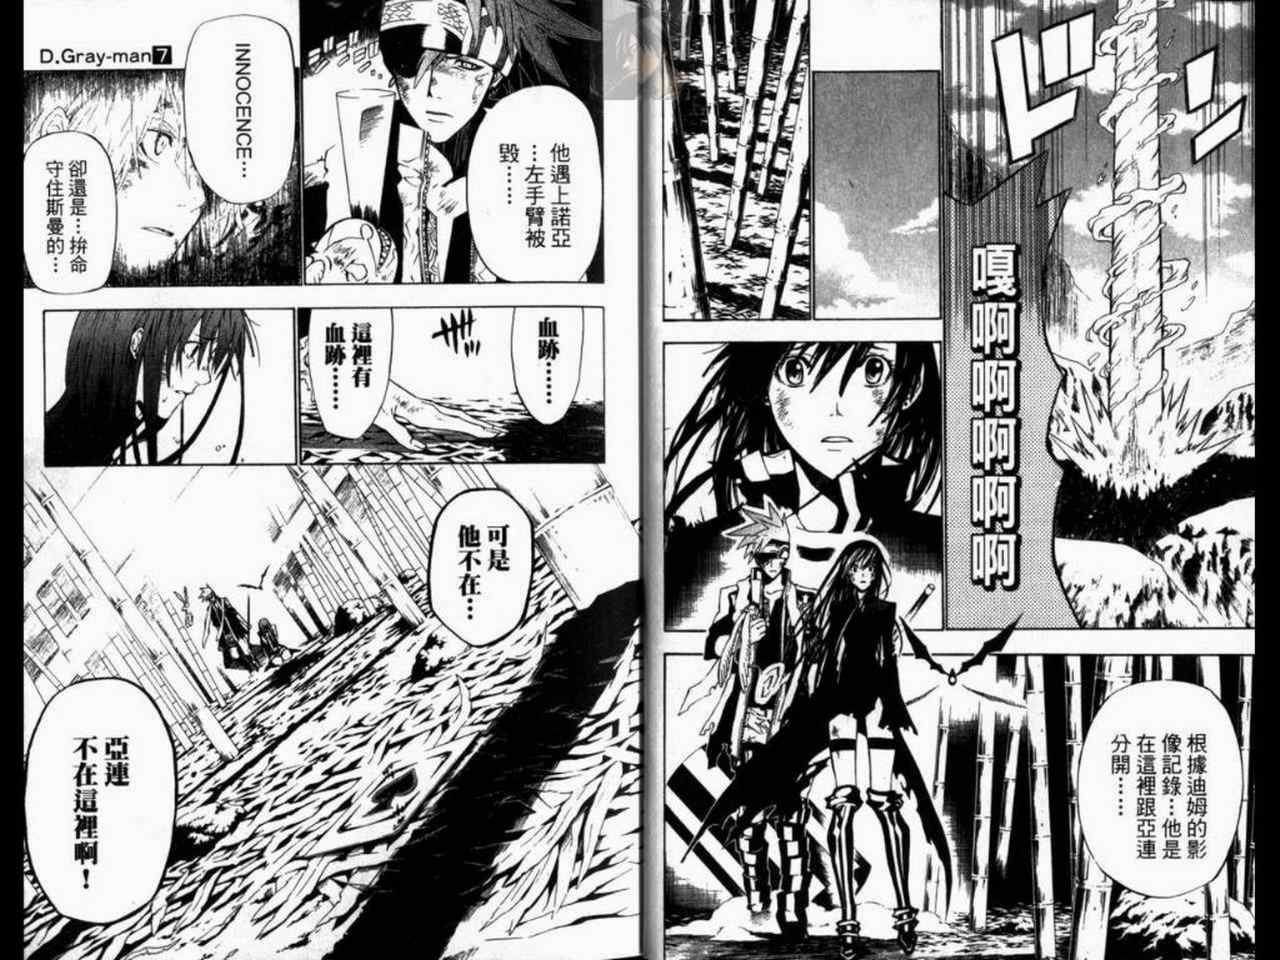 ドン
嘎啊啊啊啊啊
根據迪姆的影
像記錄…他是
在這裡跟亞連
分開……
D.Gray-man 7
他遇上諾亞
…左手臂被
毀……
INNOCENCE…
卻還是…拚命
守住斯曼的…
血跡……
這裡有
血跡……
可是
他不在…
亞連
不在這裡啊！